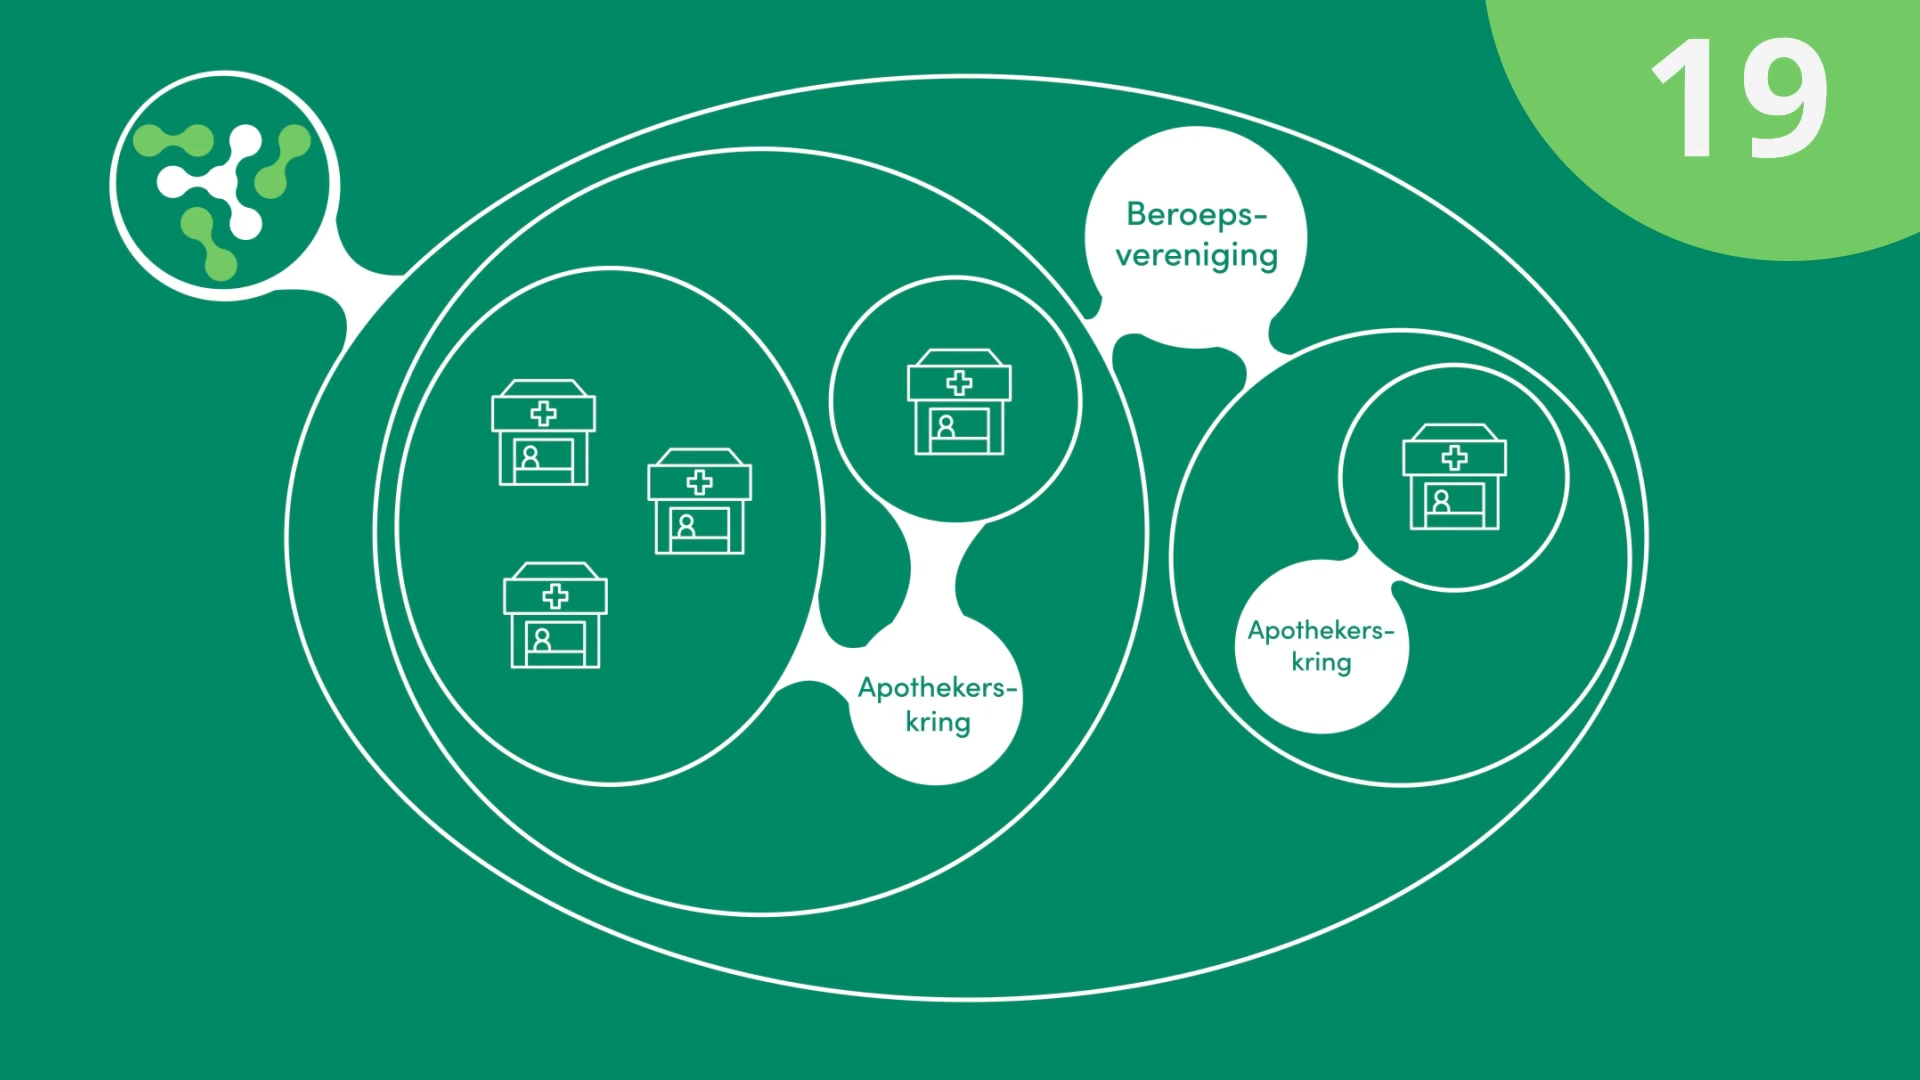 19
Beroeps-
vereniging
Apothekers-
kring
Apothekers-
kring